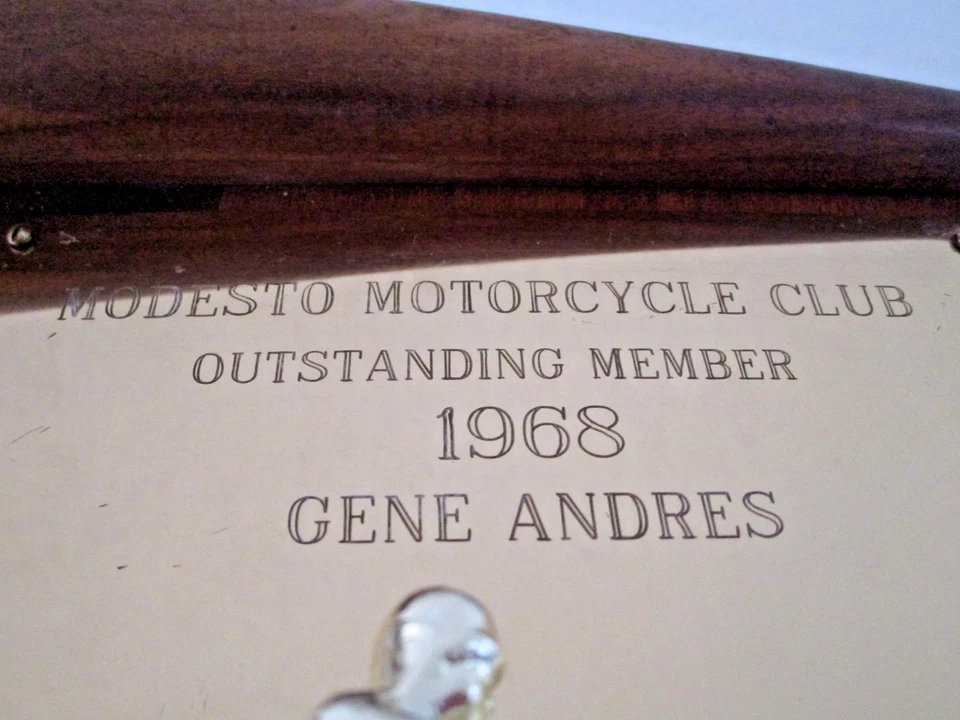 MODESTO MOTORCYCLE CLUB
OUTSTANDING MEMBER
1968
GENE ANDRES